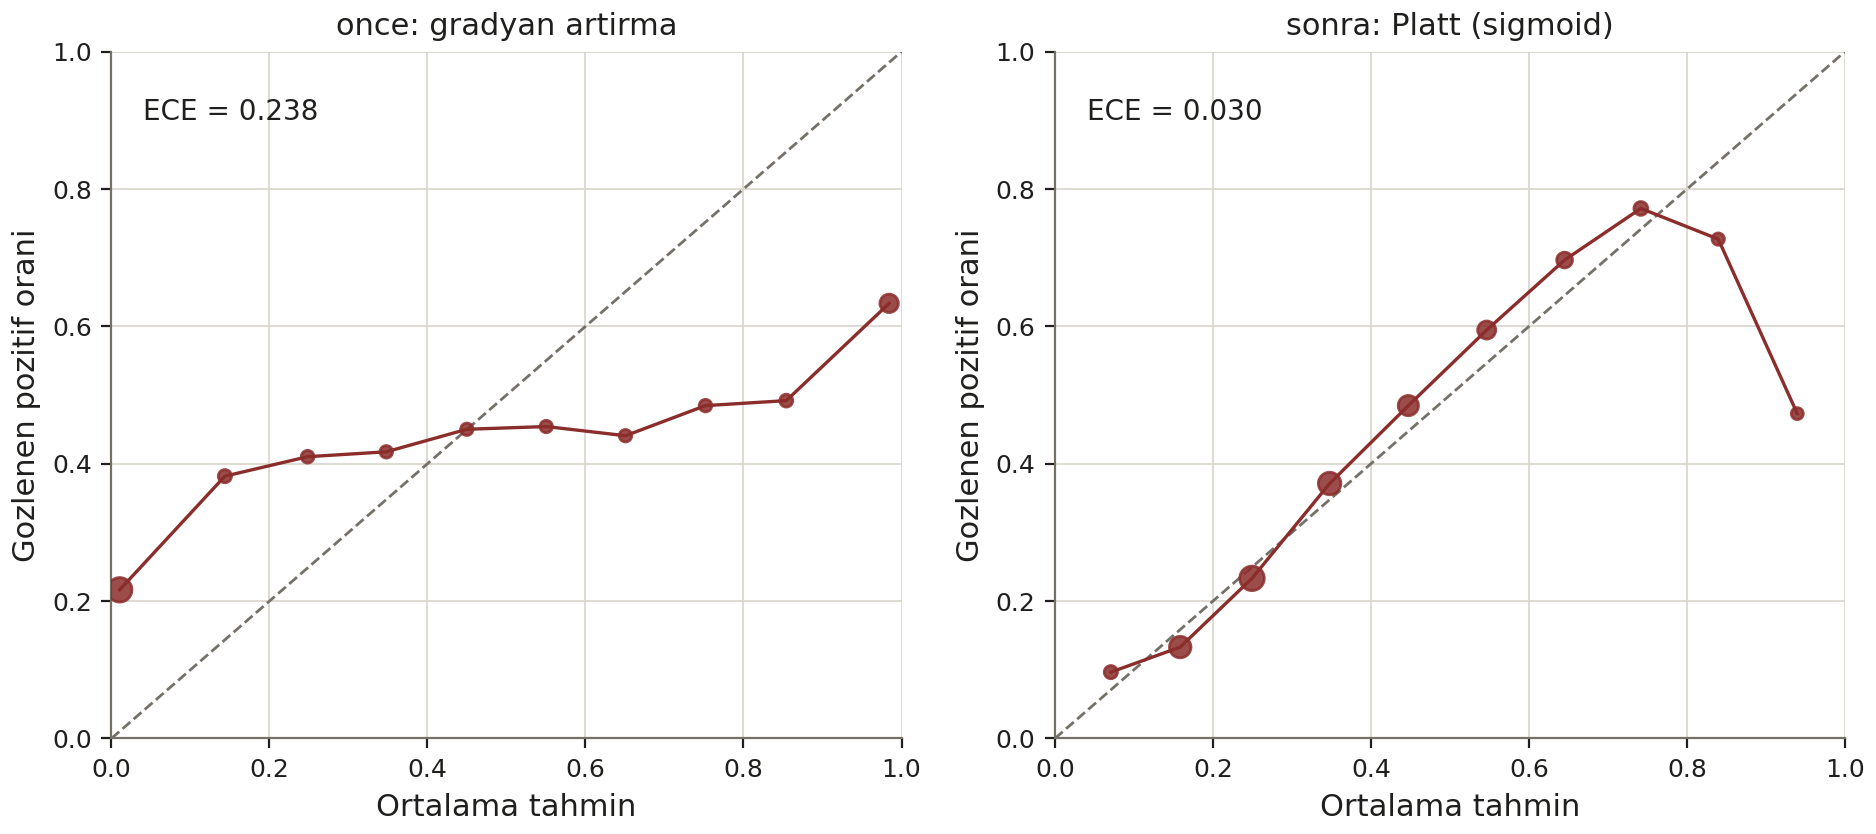 once: gradyan artirma
ECE = 0.238
1.0
0.8
0.6
0.4
0.2
0.0
Gozlenen pozitif orani
0.0 0.2 0.4 0.6 0.8 1.0
Ortalama tahmin
sonra: Platt (sigmoid)
ECE = 0.030
1.0
0.8
0.6
0.4
0.2
0.0
Gozlenen pozitif orani
0.0 0.2 0.4 0.6 0.8 1.0
Ortalama tahmin